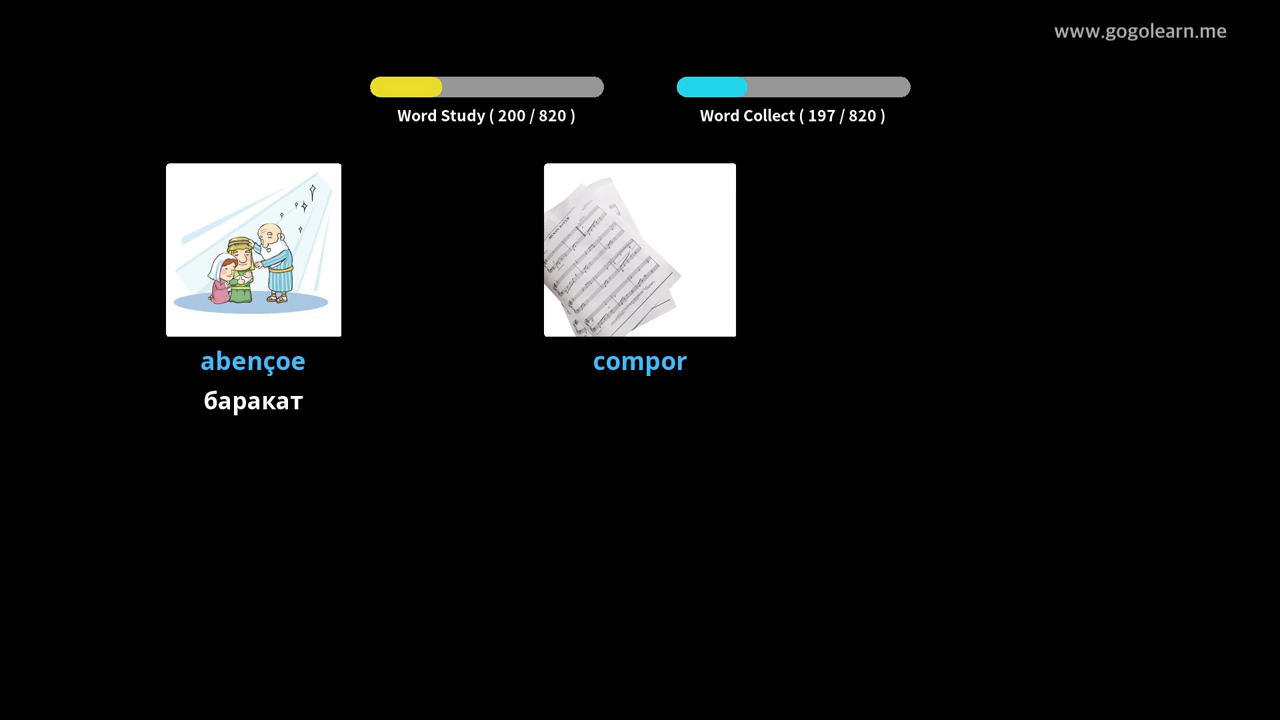 www.gogolearn.me
Word Study ( 200 / 820 )
Word Collect ( 197 / 820 )
abençoe
баракат
compor